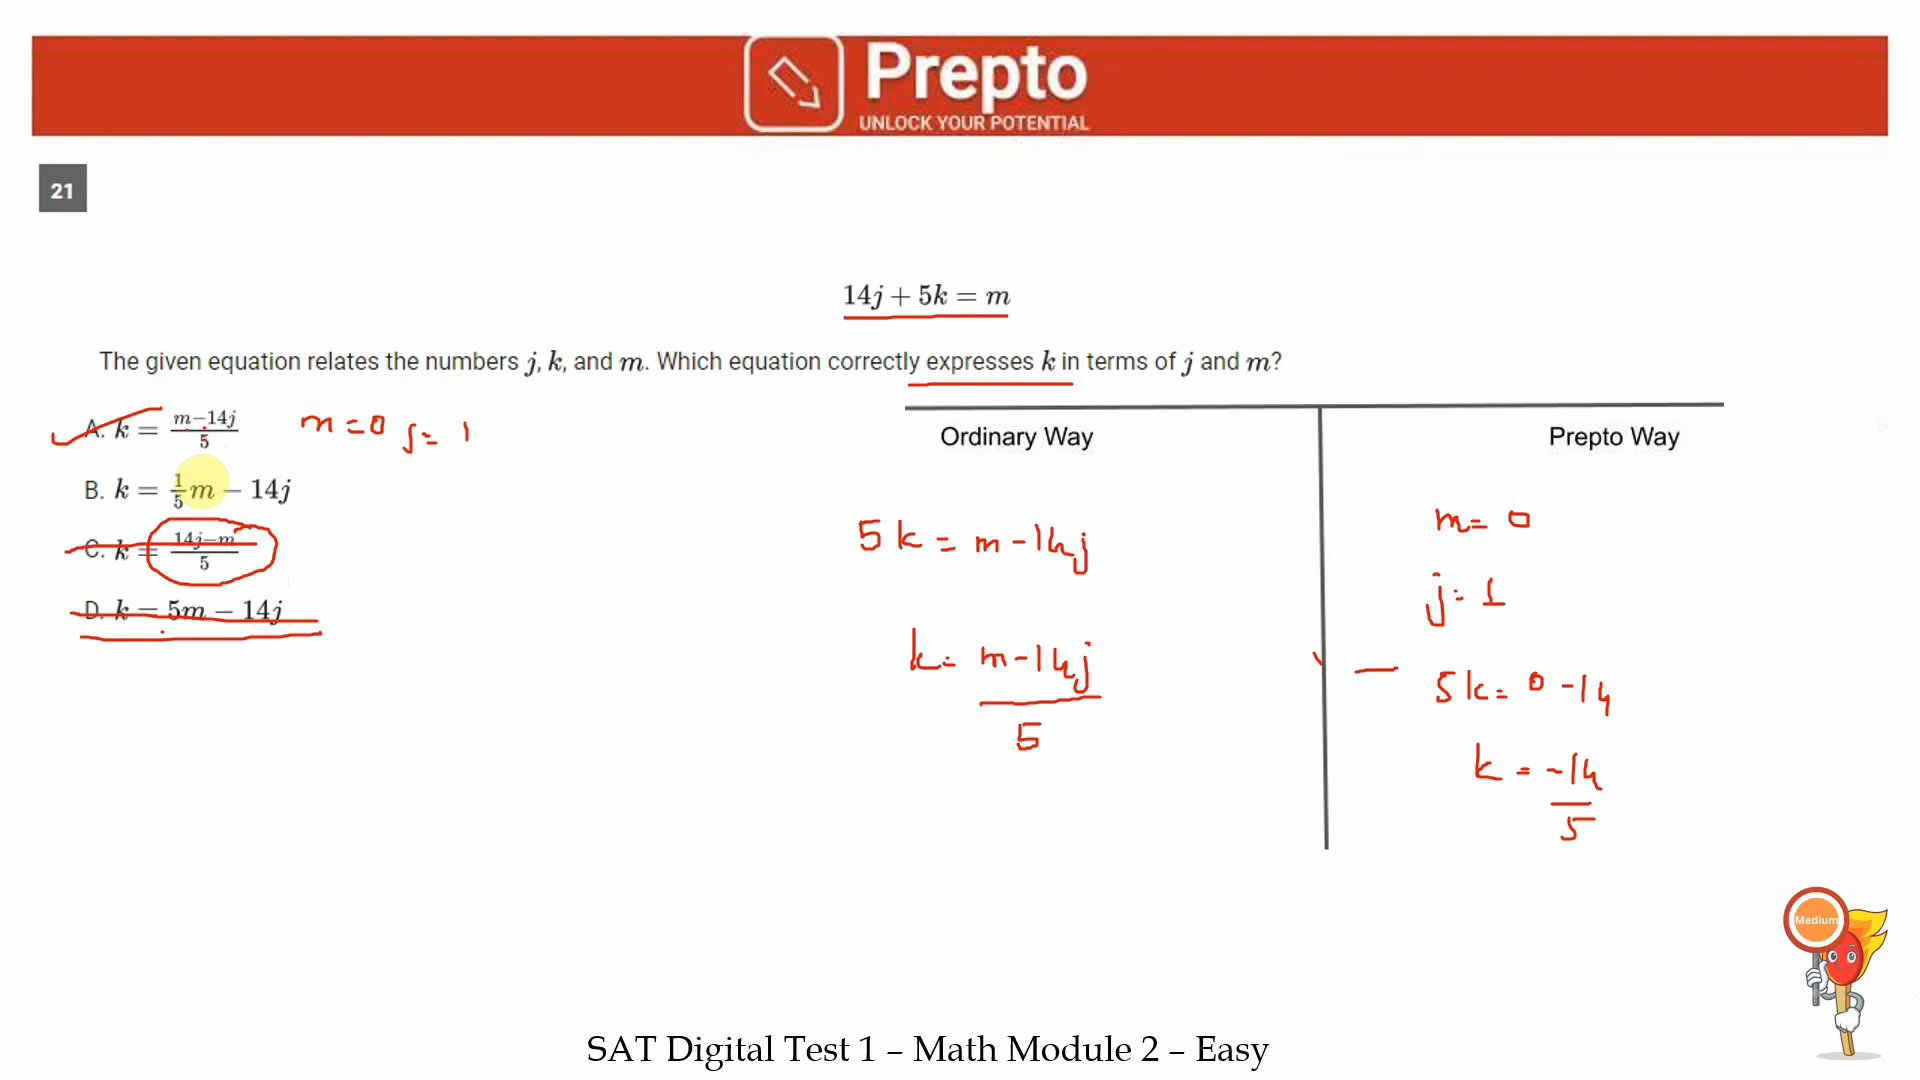 Prepto
UNLOCK YOUR POTENTIAL
21
14j + 5k = m
The given equation relates the numbers j, k, and m. Which equation correctly expresses k in terms of j and m?
A. k = (m−14j)/5
m = 0 j = 1
B. k = 1/5 m − 14j
C. k = (14j−m)/5
D. k = 5m − 14j
Ordinary Way
5k = m - 14j
k = m - 14j
5
Prepto Way
m = 0
j = 1
5k = 0 - 14
k = -14
5
Medium
SAT Digital Test 1 – Math Module 2 – Easy